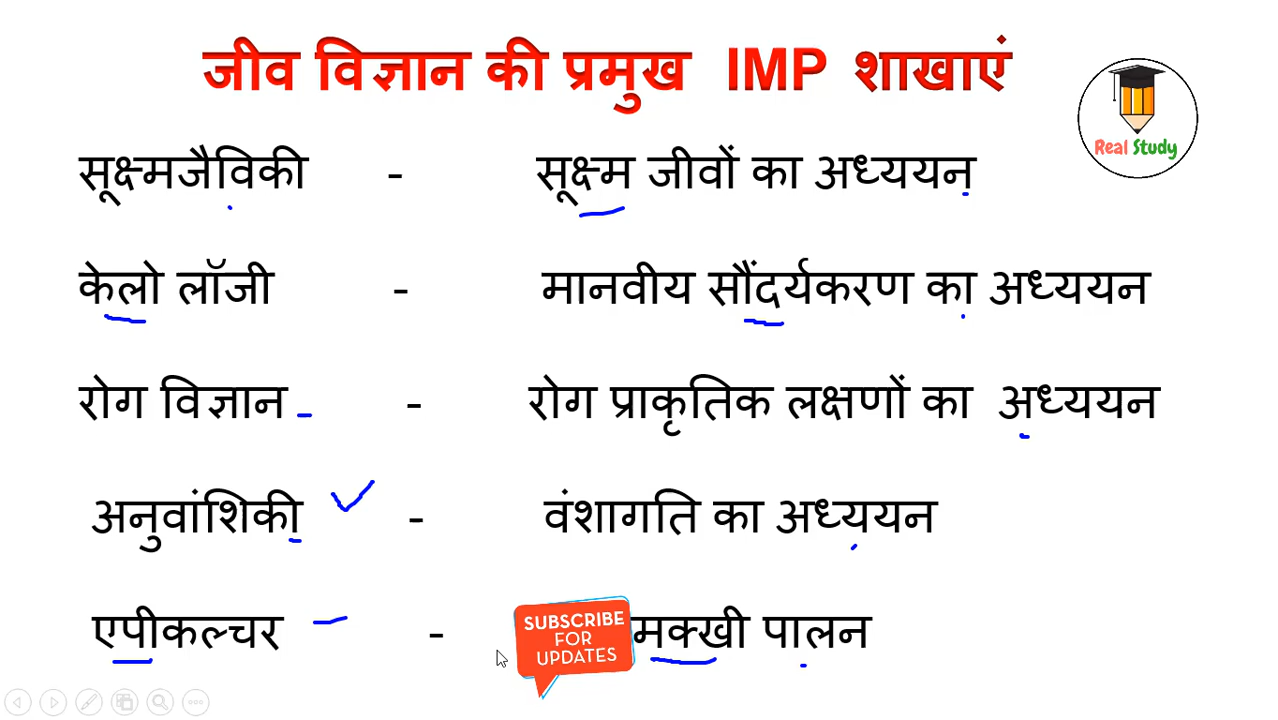 जीव विज्ञान की प्रमुख IMP शाखाएं
Real Study
सूक्ष्मजैविकी - सूक्ष्म जीवों का अध्ययन
केलो लॉजी - मानवीय सौंदर्यकरण का अध्ययन
रोग विज्ञान - रोग प्राकृतिक लक्षणों का अध्ययन
अनुवांशिकी - वंशागति का अध्ययन
एपीकल्चर - मक्खी पालन
SUBSCRIBE
FOR
UPDATES